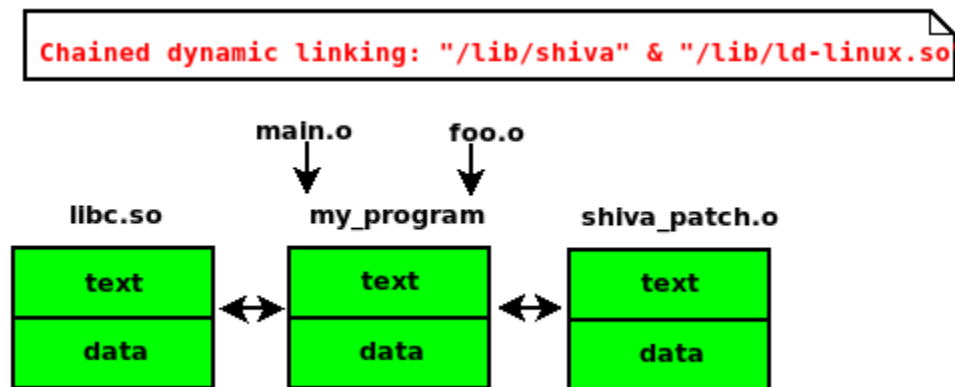 Chained dynamic linking: "/lib/shiva" & "/lib/ld-linux.so
main.o foo.o
libc.so my_program shiva_patch.o
text text text
data data data